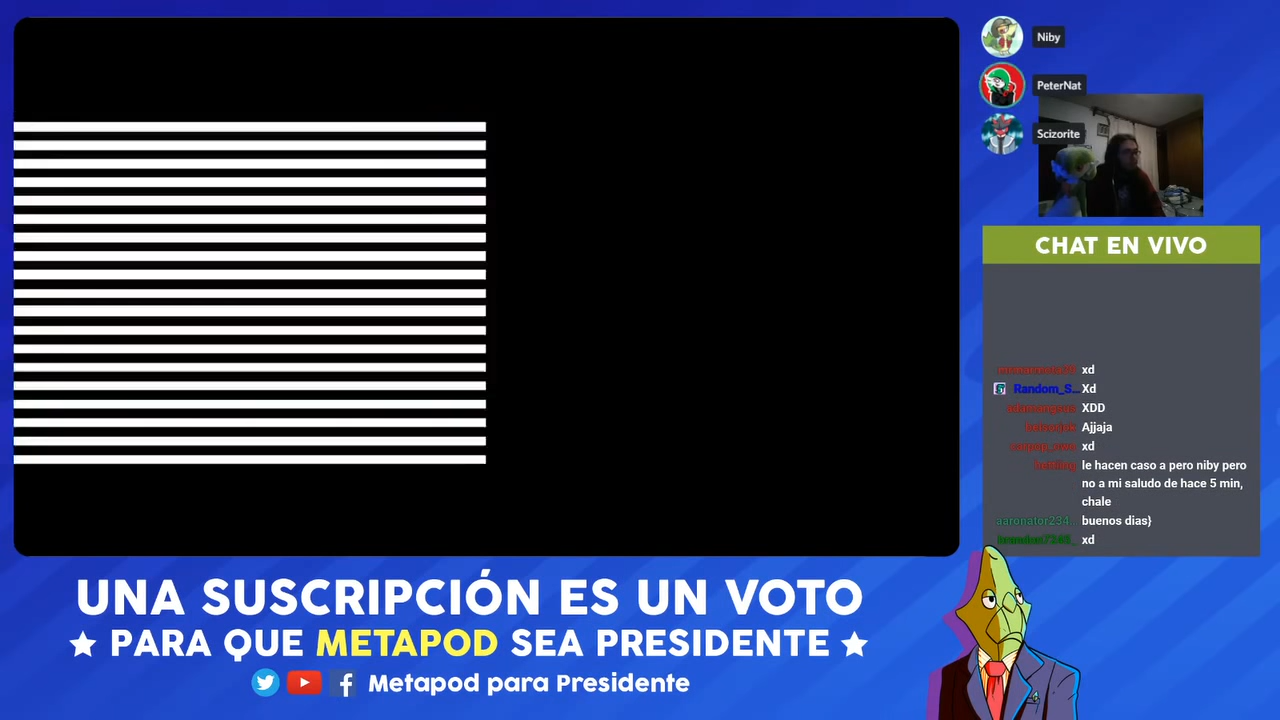 Niby
PeterNat
Scizorite
CHAT EN VIVO
xd
Random_S... Xd
XDD
Ajjaja
xd
le hacen caso a pero niby pero
no a mi saludo de hace 5 min,
chale
aaronator234... buenos dias}
xd
UNA SUSCRIPCIÓN ES UN VOTO
★ PARA QUE METAPOD SEA PRESIDENTE ★
Metapod para Presidente